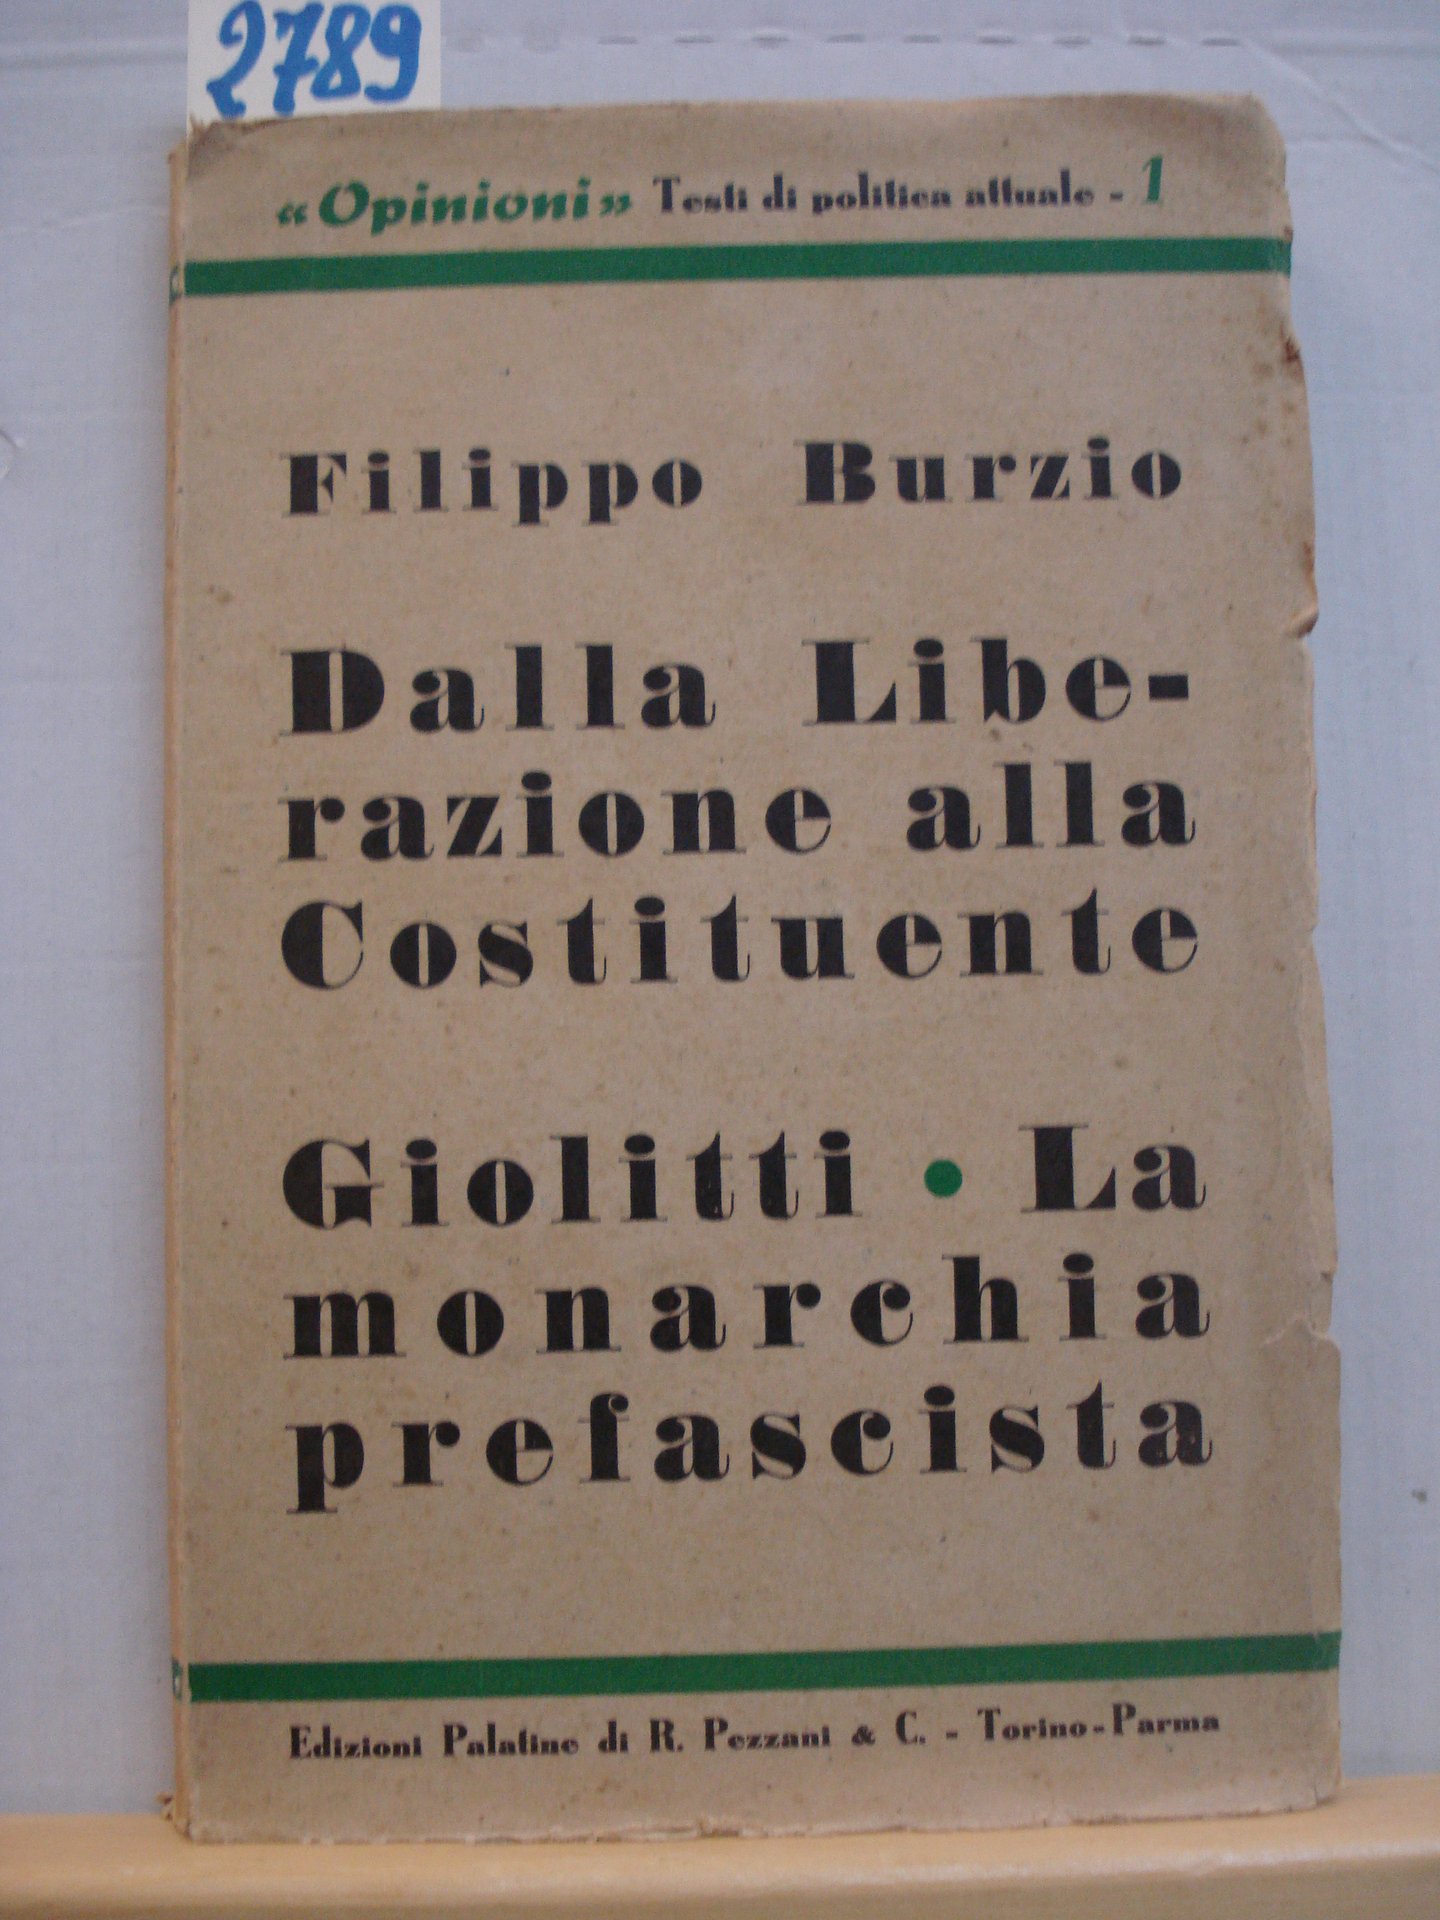 2789
«Opinioni» Testi di politica attuale - 1
Filippo Burzio
Dalla Libe-
razione alla
Costituente
Giolitti • La
monarchia
prefascista
Edizioni Palatine di R. Pezzani & C. - Torino-Parma